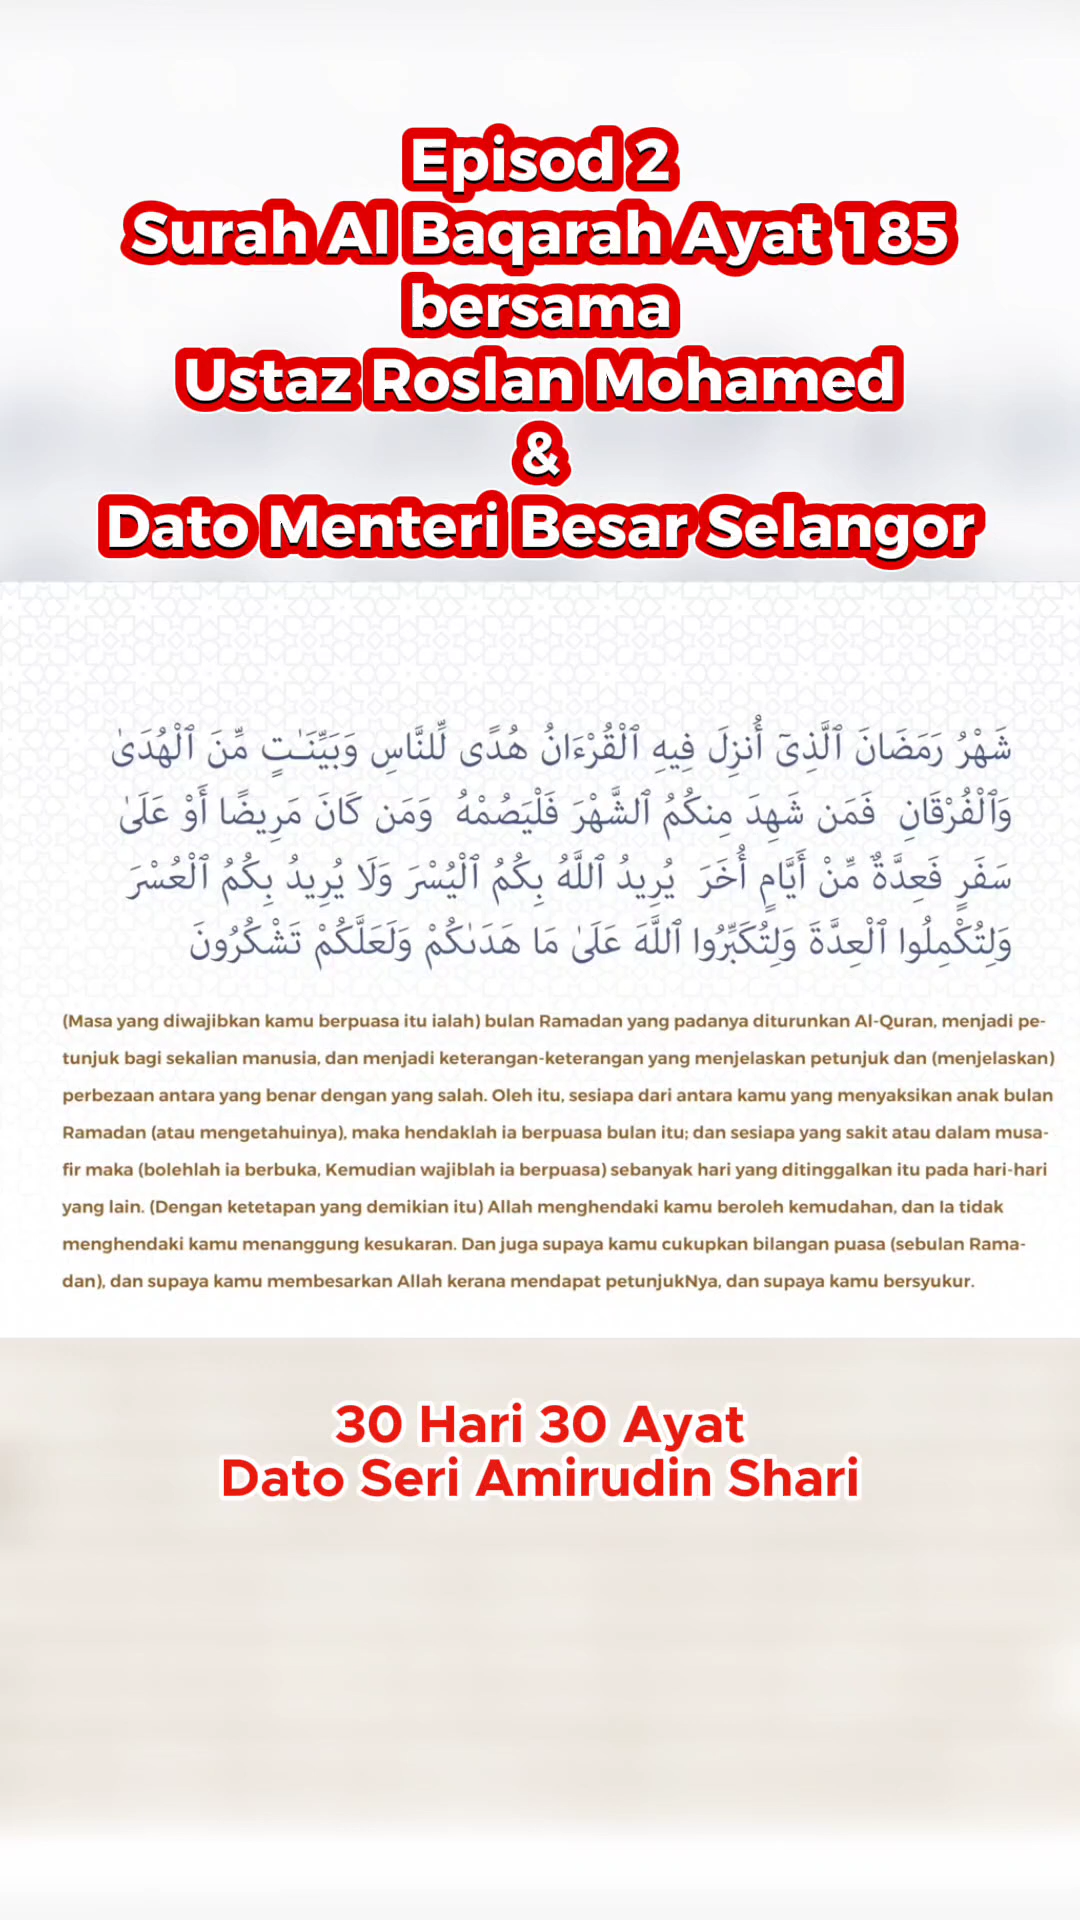 Episod 2
Surah Al Baqarah Ayat 185
bersama
Ustaz Roslan Mohamed
&
Dato Menteri Besar Selangor
شَهْرُ رَمَضَانَ ٱلَّذِىٓ أُنزِلَ فِيهِ ٱلْقُرْءَانُ هُدًى لِّلنَّاسِ وَبَيِّنَـٰتٍ مِّنَ ٱلْهُدَىٰ
وَٱلْفُرْقَانِ فَمَن شَهِدَ مِنكُمُ ٱلشَّهْرَ فَلْيَصُمْهُ وَمَن كَانَ مَرِيضًا أَوْ عَلَىٰ
سَفَرٍ فَعِدَّةٌ مِّنْ أَيَّامٍ أُخَرَ يُرِيدُ ٱللَّهُ بِكُمُ ٱلْيُسْرَ وَلَا يُرِيدُ بِكُمُ ٱلْعُسْرَ
وَلِتُكْمِلُوا ٱلْعِدَّةَ وَلِتُكَبِّرُوا ٱللَّهَ عَلَىٰ مَا هَدَىٰكُمْ وَلَعَلَّكُمْ تَشْكُرُونَ
(Masa yang diwajibkan kamu berpuasa itu ialah) bulan Ramadan yang padanya diturunkan Al-Quran, menjadi pe-
tunjuk bagi sekalian manusia, dan menjadi keterangan-keterangan yang menjelaskan petunjuk dan (menjelaskan)
perbezaan antara yang benar dengan yang salah. Oleh itu, sesiapa dari antara kamu yang menyaksikan anak bulan
Ramadan (atau mengetahuinya), maka hendaklah ia berpuasa bulan itu; dan sesiapa yang sakit atau dalam musa-
fir maka (bolehlah ia berbuka, Kemudian wajiblah ia berpuasa) sebanyak hari yang ditinggalkan itu pada hari-hari
yang lain. (Dengan ketetapan yang demikian itu) Allah menghendaki kamu beroleh kemudahan, dan Ia tidak
menghendaki kamu menanggung kesukaran. Dan juga supaya kamu cukupkan bilangan puasa (sebulan Rama-
dan), dan supaya kamu membesarkan Allah kerana mendapat petunjukNya, dan supaya kamu bersyukur.
30 Hari 30 Ayat
Dato Seri Amirudin Shari